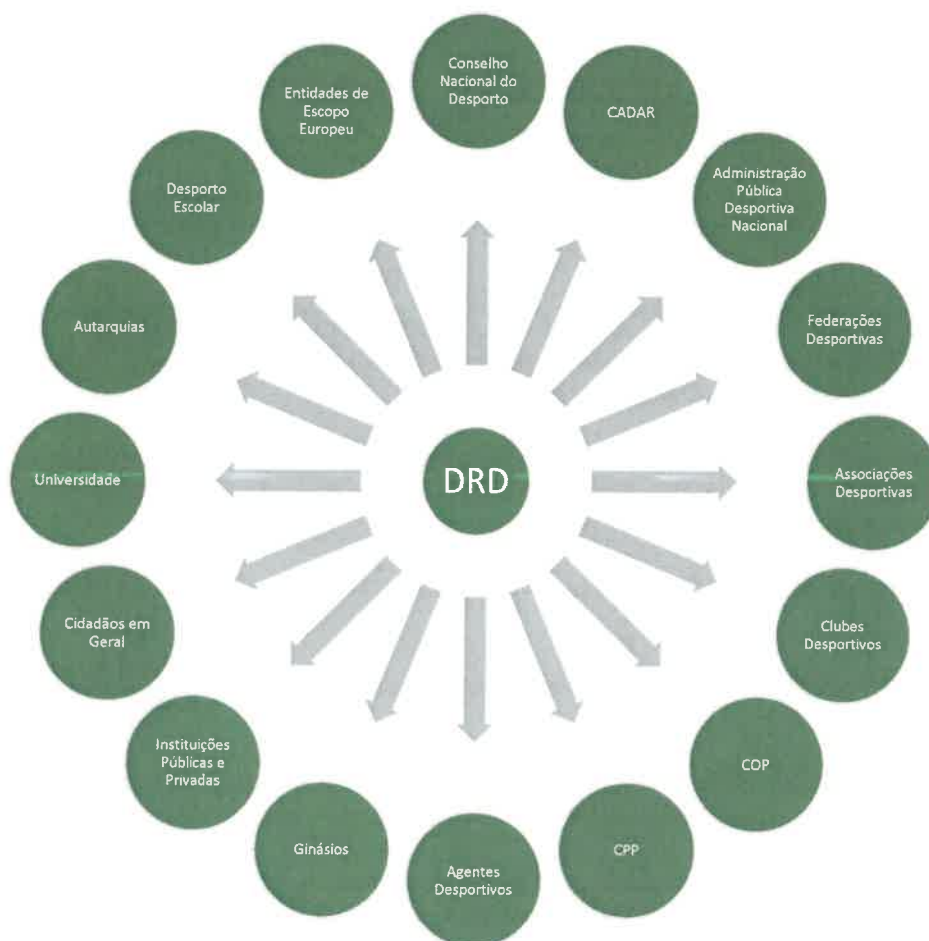 Conselho
Nacional do
Desporto
CADAR
Administração
Pública
Desportiva
Nacional
Federações
Desportivas
Associações
Desportivas
Clubes
Desportivos
COP
CPP
Agentes
Desportivos
Ginásios
Instituições
Públicas e
Privadas
Cidadãos em
Geral
Universidade
Autarquias
Desporto
Escolar
Entidades de
Escopo
Europeu
DRD